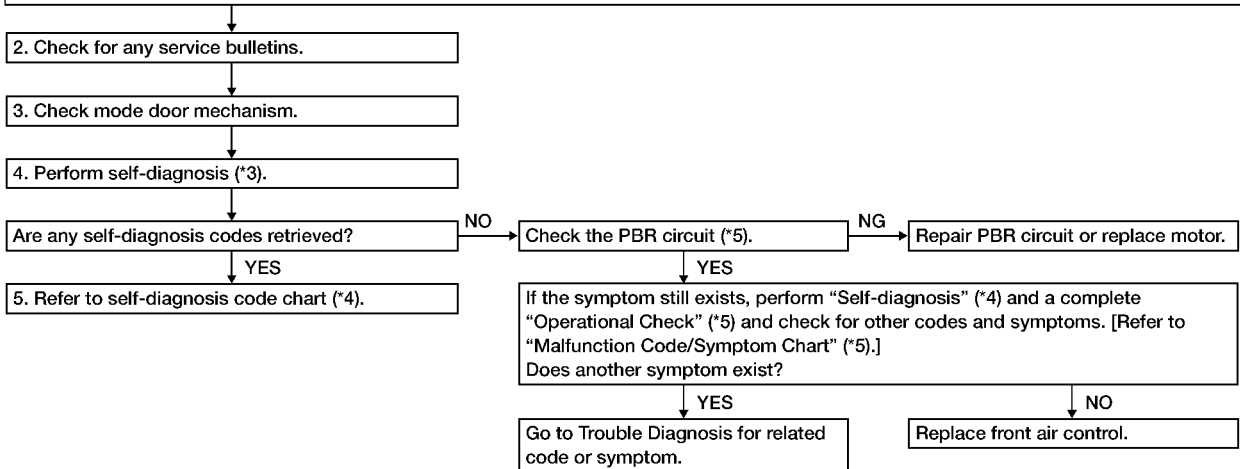 2. Check for any service bulletins.
3. Check mode door mechanism.
4. Perform self-diagnosis (*3).
Are any self-diagnosis codes retrieved?
NO
Check the PBR circuit (*5).
NG
Repair PBR circuit or replace motor.
YES
YES
5. Refer to self-diagnosis code chart (*4).
If the symptom still exists, perform “Self-diagnosis” (*4) and a complete
“Operational Check” (*5) and check for other codes and symptoms. [Refer to
“Malfunction Code/Symptom Chart” (*5).]
Does another symptom exist?
YES
NO
Go to Trouble Diagnosis for related
code or symptom.
Replace front air control.